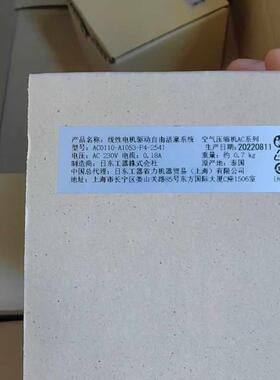 产品名称：线性电机驱动自由活塞系统 空气压缩机AC系列
型号：AC0110-A1053-P4-2541 生产日期：20220811
电压：AC 230V 电流：0.18A 重量：约 0.7 kg
制造商：日东工器株式会社 原产地：泰国
中国总代理：日东工器省力机器贸易（上海）有限公司
地址：上海市长宁区娄山关路85号东方国际大厦C座1506室